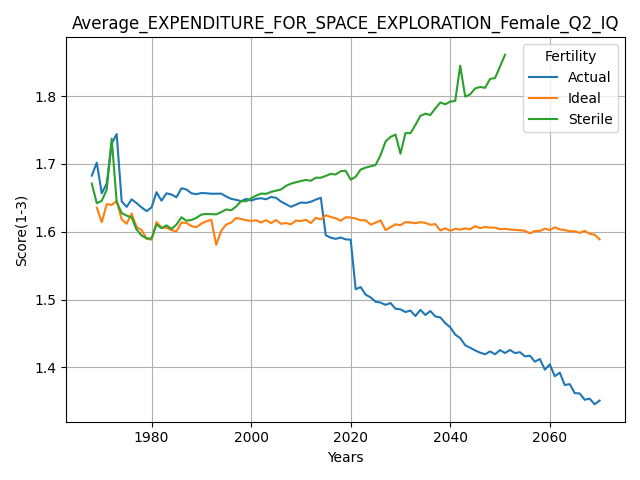 Average_EXPENDITURE_FOR_SPACE_EXPLORATION_Female_Q2_IQ
Fertility
Actual
Ideal
Sterile
1.8
1.7
1.6
1.5
1.4
Score(1-3)
1980
2000
2020
2040
2060
Years